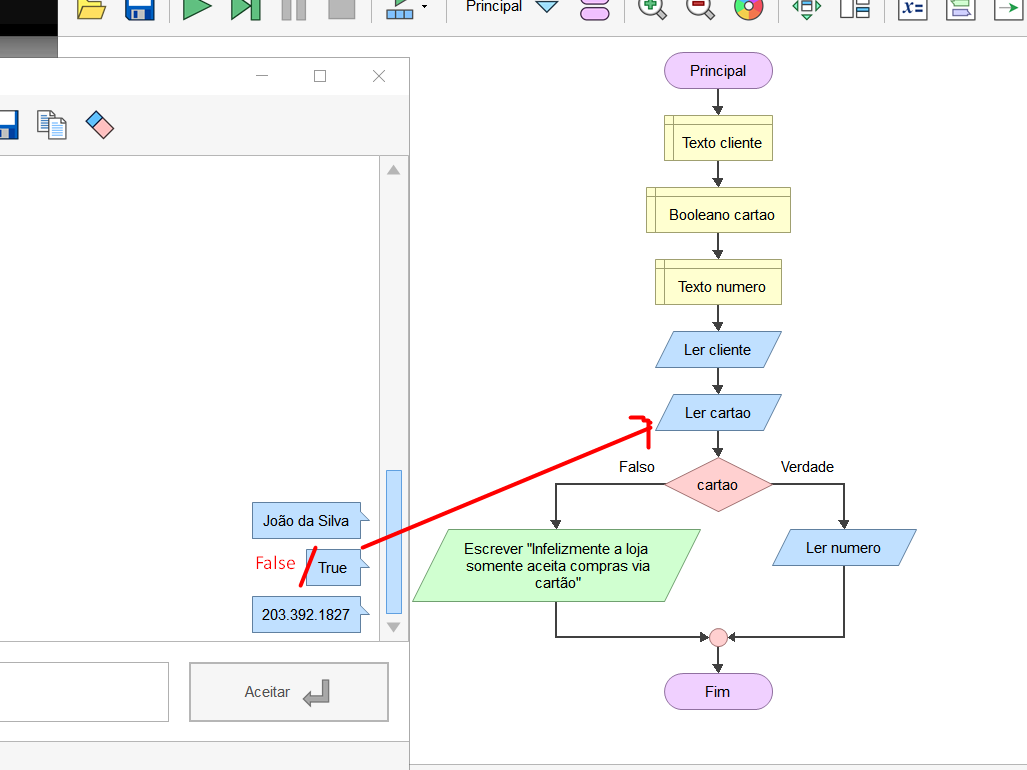 Principal
x=
Principal
Texto cliente
Booleano cartao
Texto numero
Ler cliente
Ler cartao
Falso
Verdade
cartao
Escrever "Infelizmente a loja
somente aceita compras via
cartão"
Ler numero
Fim
João da Silva
False / True
203.392.1827
Aceitar